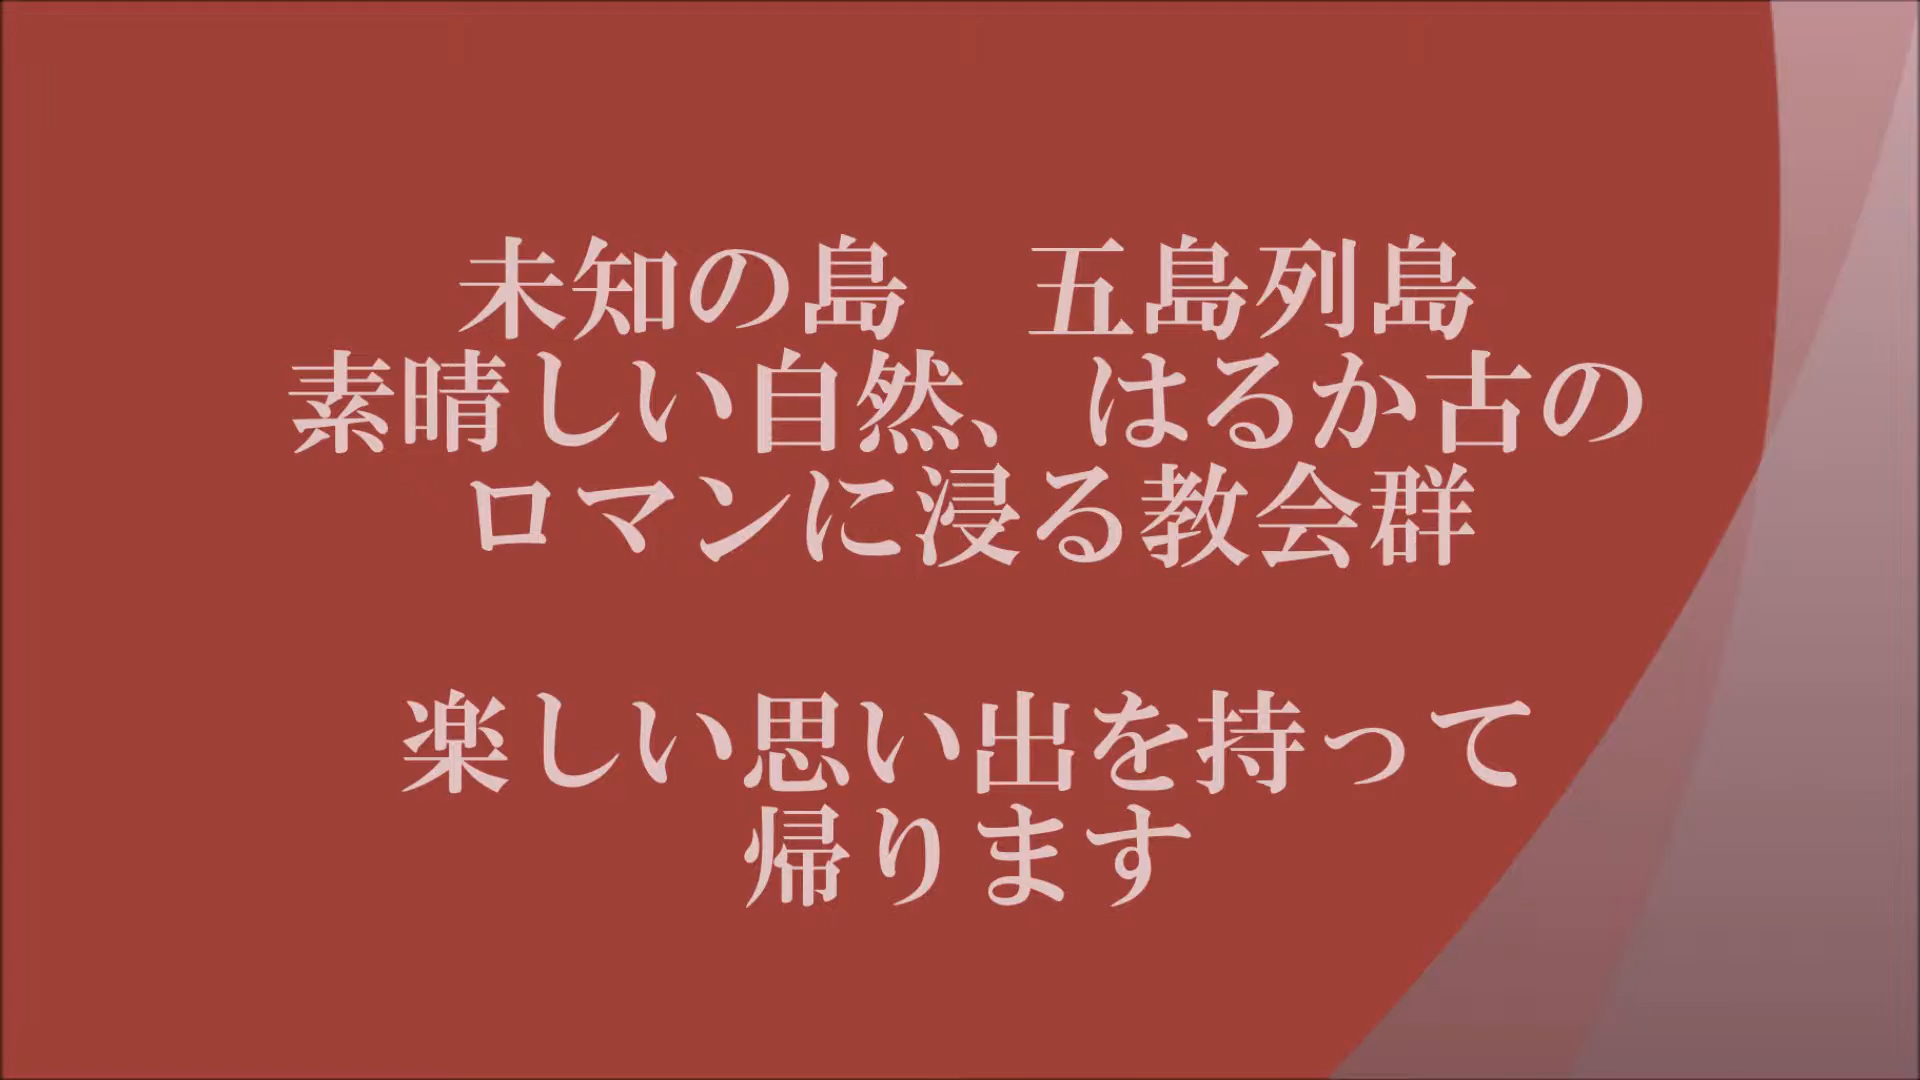 未知の島　五島列島
素晴しい自然、はるか古の
ロマンに浸る教会群
楽しい思い出を持って
帰ります